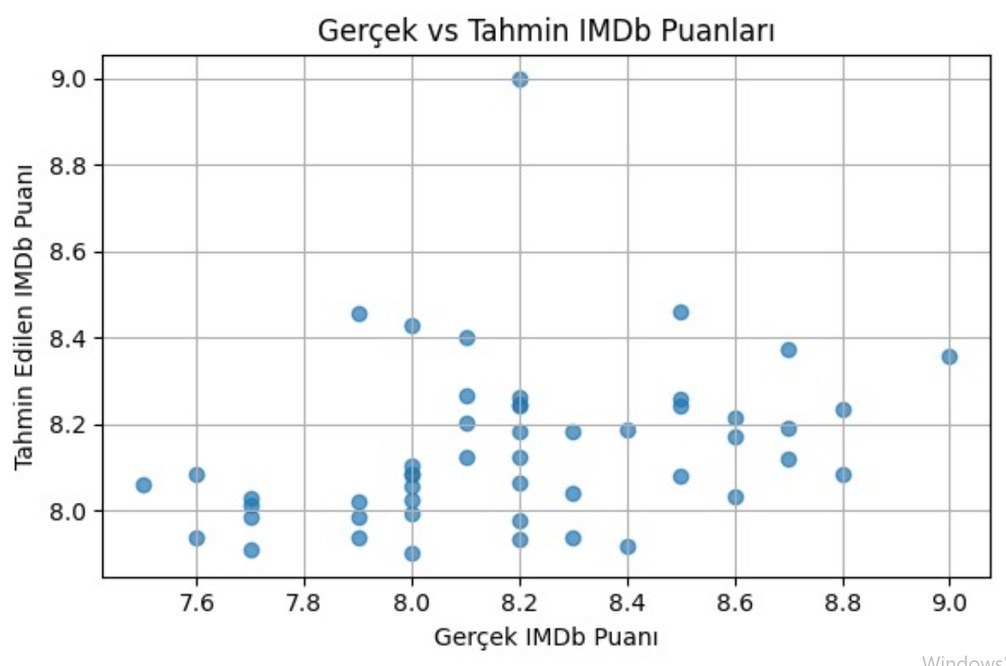 Gerçek vs Tahmin IMDb Puanları
Tahmin Edilen IMDb Puanı
9.0
8.8
8.6
8.4
8.2
8.0
7.6 7.8 8.0 8.2 8.4 8.6 8.8 9.0
Gerçek IMDb Puanı
Windows'